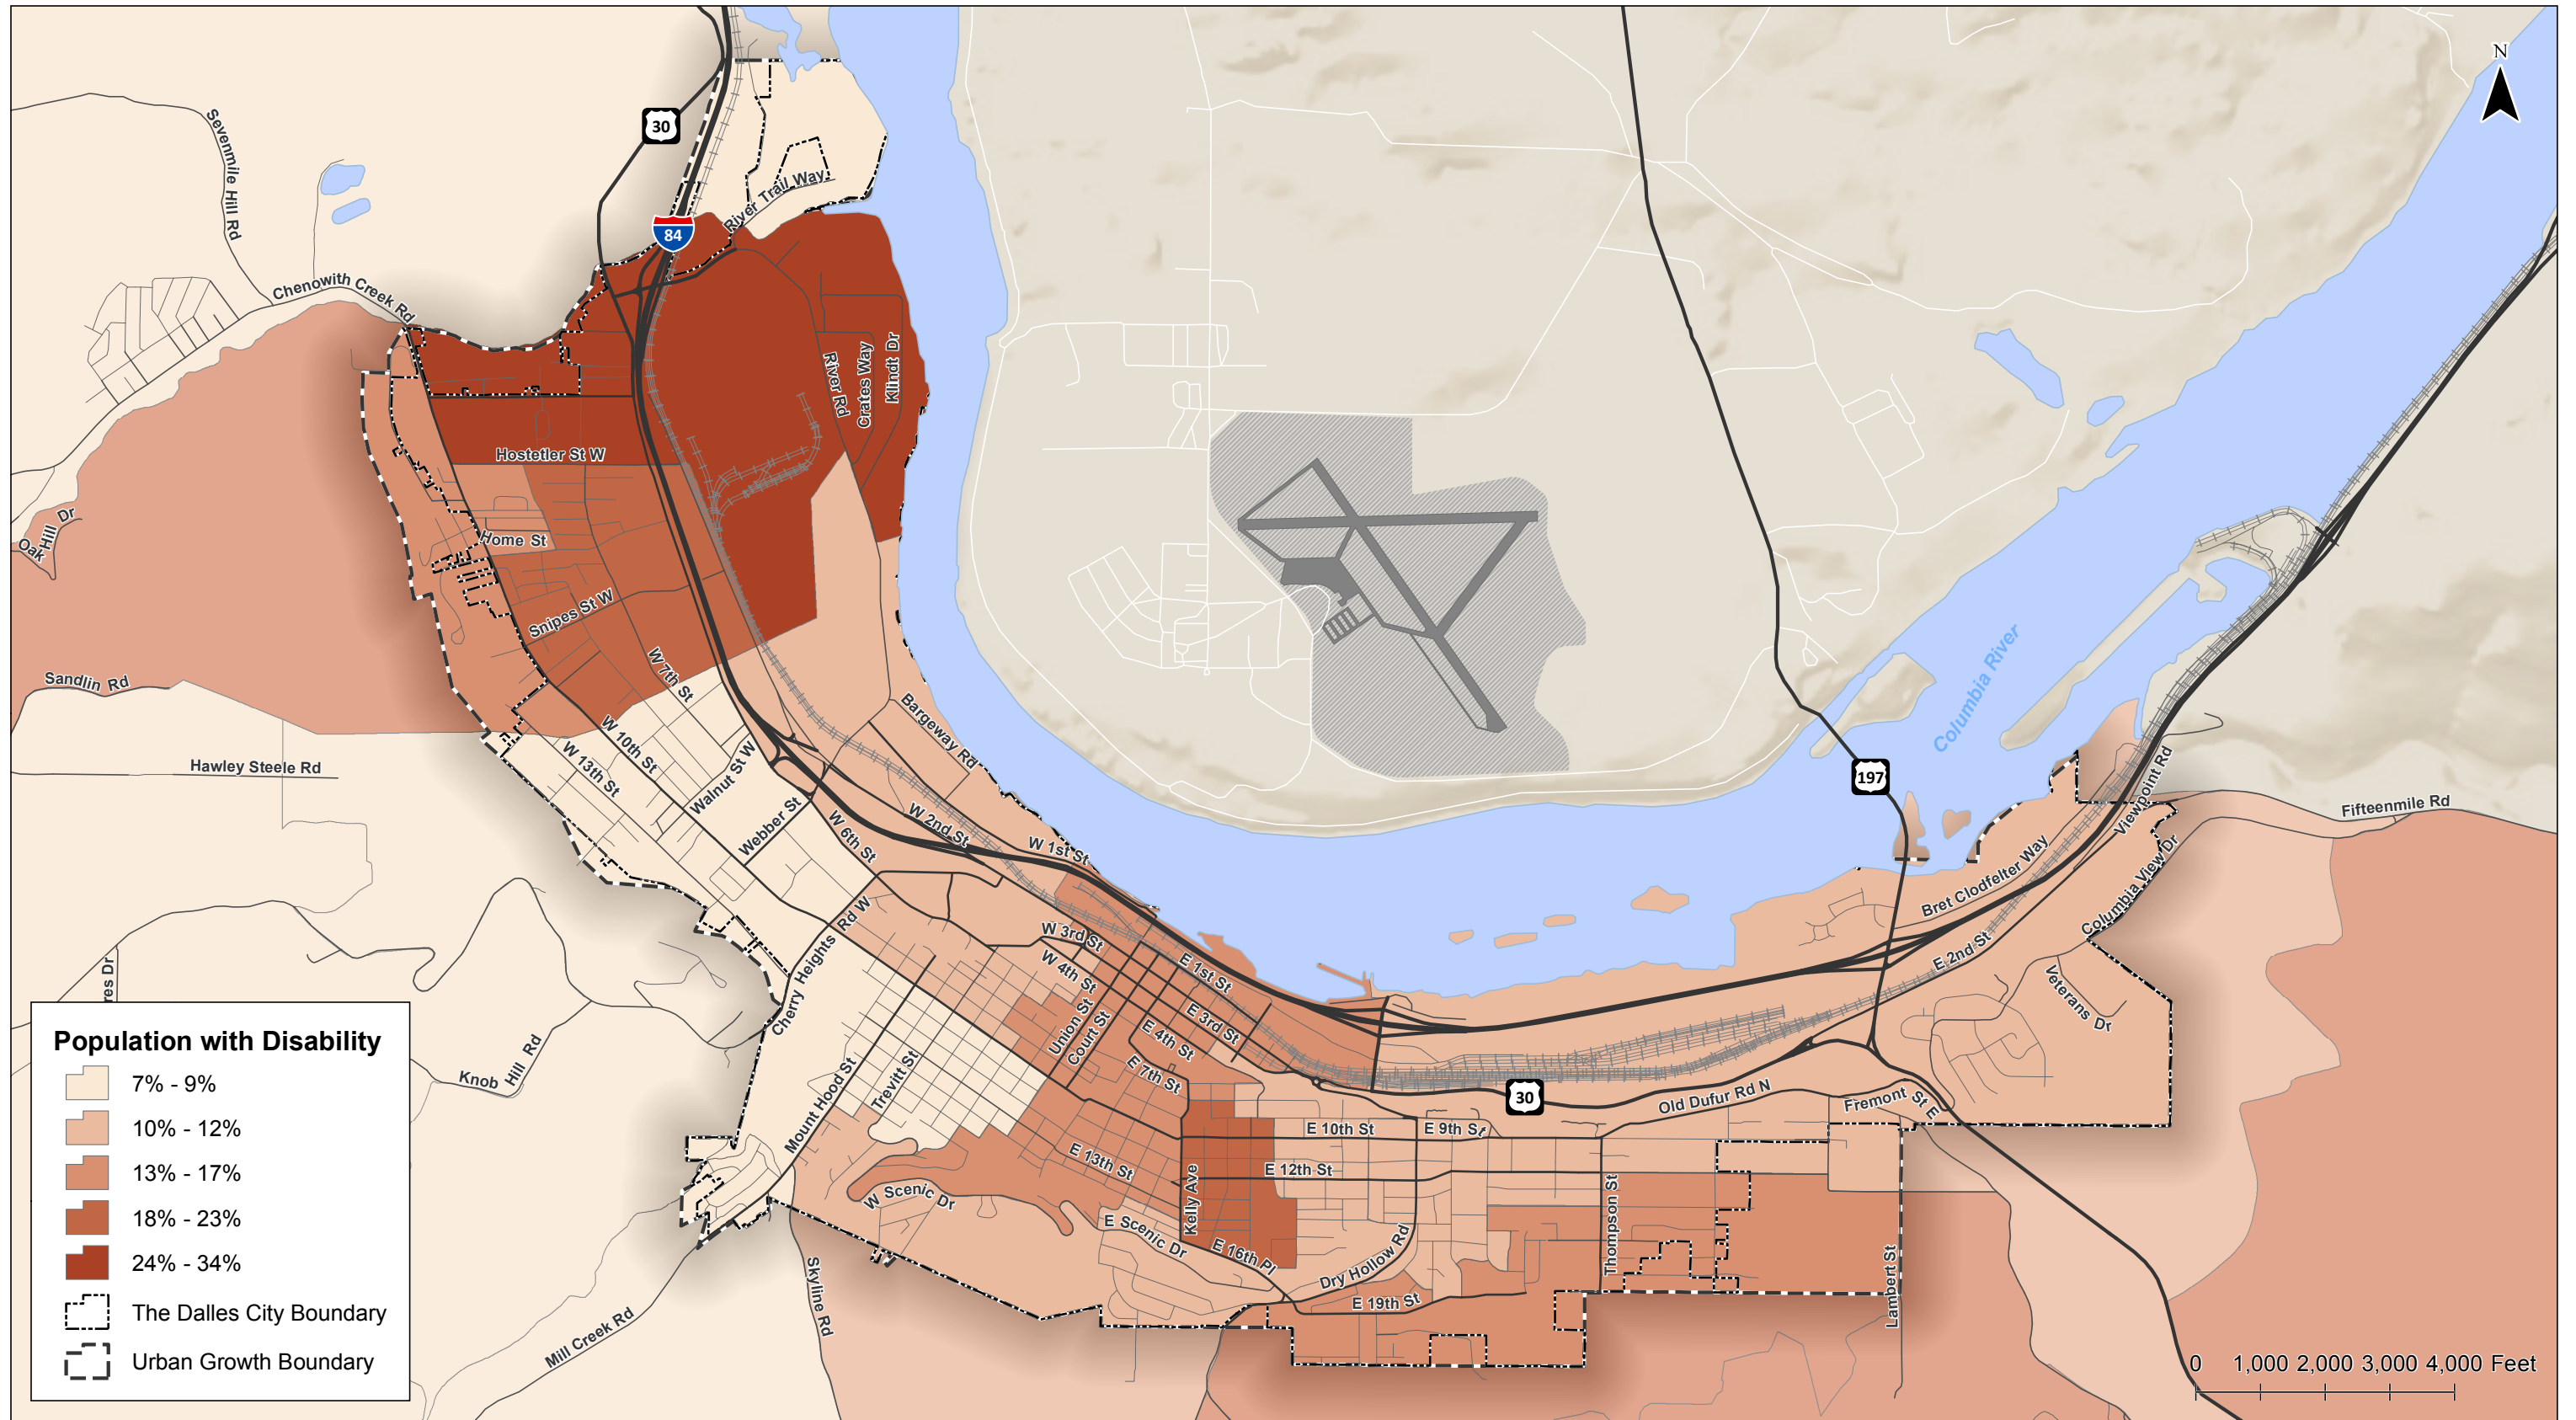 N
30
Sevenmile Hill Rd
River Trail Way
84
Chenowith Creek Rd
River Rd
Crates Way
Klindt Dr
Hostetler St W
Oak Hill Dr
Home St
Snipes St W
W 7th St
Columbia River
Sandlin Rd
Bargeway Rd
W 10th St
W 13th St
Walnut St W
Hawley Steele Rd
197
Viewpoint Rd
Fifteenmile Rd
Webber St
W 6th St
W 2nd St
W 1st St
Bret Clodfelter Way
Columbia View Dr
Cherry Heights Rd W
W 3rd St
W 4th St
E 1st St
E 2nd St
Veterans Dr
res Dr
Union St
Court St
E 3rd St
E 4th St
E 7th St
Knob Hill Rd
Mount Hood St
Trevitt St
30
Old Dufur Rd N
Fremont St E
E 10th St
E 9th St
E 13th St
E 12th St
Kelly Ave
W Scenic Dr
E Scenic Dr
E 16th Pl
Dry Hollow Rd
Thompson St
E 19th St
Lambert St
Skyline Rd
Mill Creek Rd
Population with Disability
7% - 9%
10% - 12%
13% - 17%
18% - 23%
24% - 34%
The Dalles City Boundary
Urban Growth Boundary
0 1,000 2,000 3,000 4,000 Feet